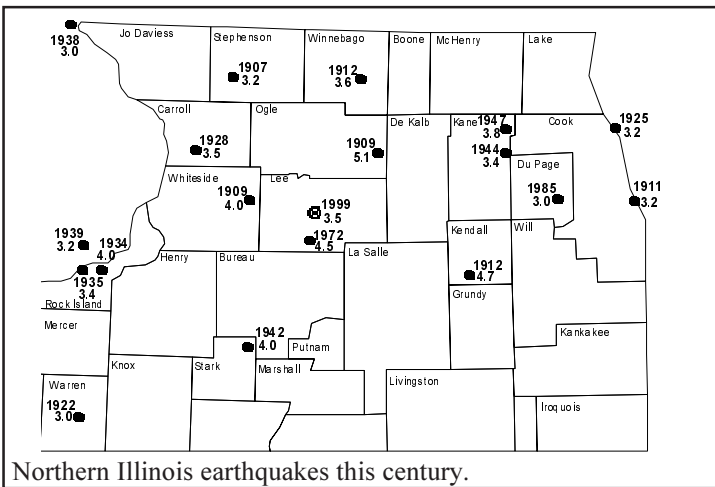 1938
3.0
Jo Daviess
Stephenson
Winnebago
Boone
McHenry
Lake
1907
3.2
1912
3.6
Carroll
Ogle
De Kalb
Kane
1947
3.8
Cook
1925
3.2
1928
3.5
1909
5.1
1944
3.4
Du Page
Whiteside
1909
4.0
Lee
1999
3.5
1985
3.0
1911
3.2
1972
4.5
1939
3.2
1934
4.0
Henry
Bureau
La Salle
Kendall
Will
1912
4.7
1935
3.4
Rock Island
Grundy
Mercer
1942
4.0
Putnam
Kankakee
Knox
Stark
Marshall
Warren
Livingston
1922
3.0
Iroquois
Northern Illinois earthquakes this century.